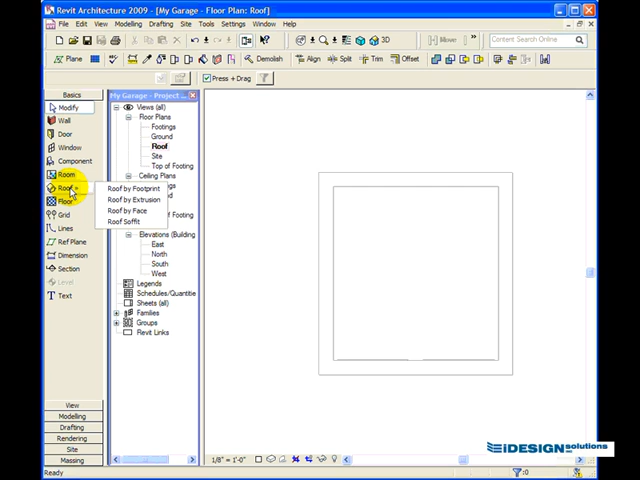 Revit Architecture 2009 - [My Garage - Floor Plan: Roof]
File Edit View Modelling Drafting Site Tools Settings Window Help
3D Move Content Search Online
Plane Demolish Align Split Trim Offset
Press + Drag
Basics
Modify
Wall
Door
Window
Component
Room
Roof »
Floor
Grid
Lines
Ref Plane
Dimension
Section
Level
Text
View
Modelling
Drafting
Rendering
Site
Massing
Roof by Footprint
Roof by Extrusion
Roof by Face
Roof Soffit
My Garage - Project
Views (all)
Floor Plans
Footings
Ground
Roof
Site
Top of Footing
Ceiling Plans
Elevations (Building
East
North
South
West
Legends
Schedules/Quantitie
Sheets (all)
Families
Groups
Revit Links
1/8" = 1'-0"
iDESIGN solutions
Ready
:0